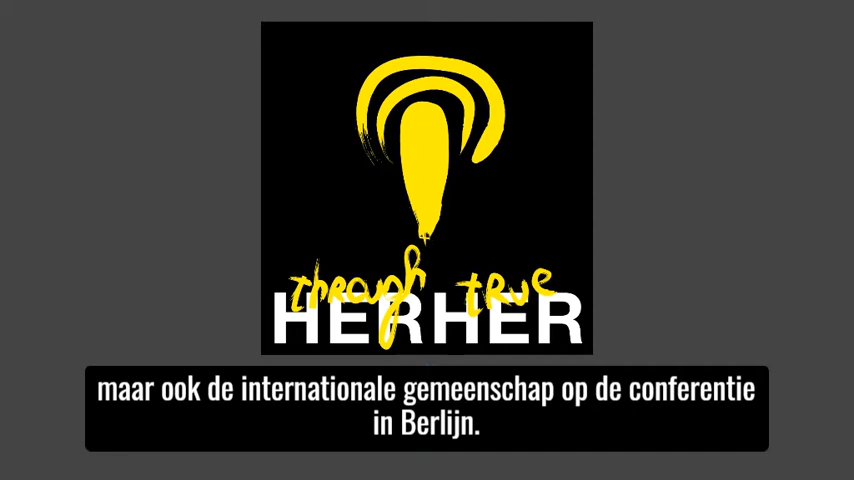 through true
HERHER
maar ook de internationale gemeenschap op de conferentie
in Berlijn.